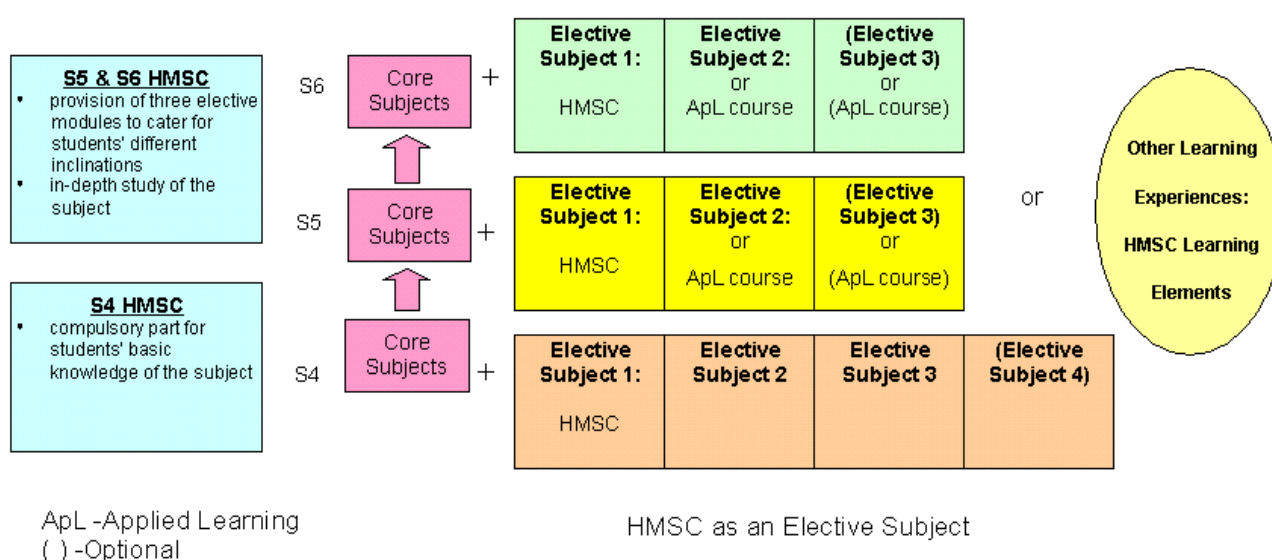 S5 & S6 HMSC
• provision of three elective
modules to cater for
students' different
inclinations
• in-depth study of the
subject
S4 HMSC
• compulsory part for
students' basic
knowledge of the subject
S6
Core
Subjects
+
Elective
Subject 1:
HMSC
Elective
Subject 2:
or
ApL course
(Elective
Subject 3)
or
(ApL course)
S5
Core
Subjects
+
Elective
Subject 1:
HMSC
Elective
Subject 2:
or
ApL course
(Elective
Subject 3)
or
(ApL course)
S4
Core
Subjects
+
Elective
Subject 1:
HMSC
Elective
Subject 2
Elective
Subject 3
(Elective
Subject 4)
or
Other Learning
Experiences:
HMSC Learning
Elements
ApL -Applied Learning
( ) -Optional
HMSC as an Elective Subject